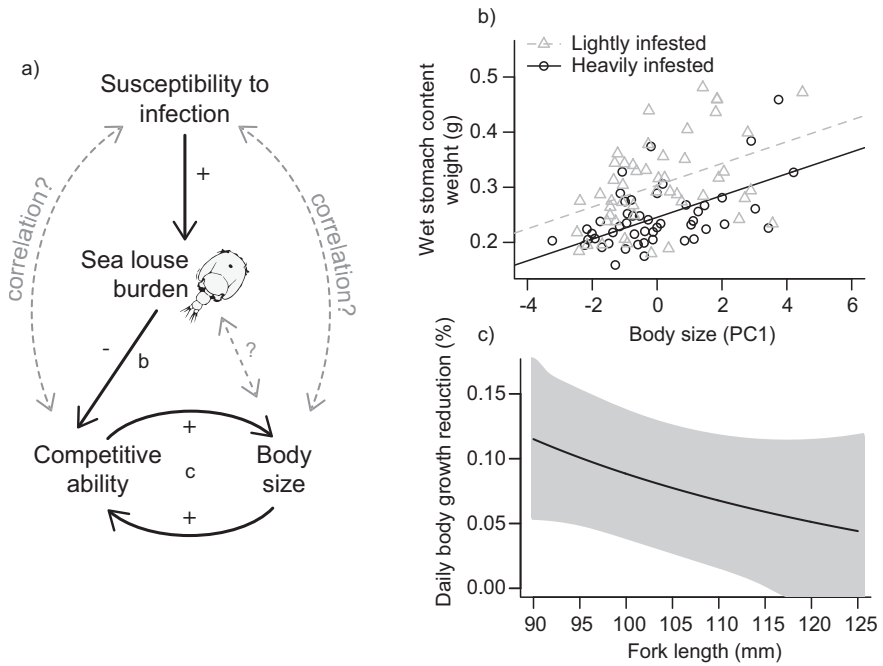 a)
Susceptibility to
infection
+
correlation?
correlation?
Sea louse
burden
?
-
b
+
Competitive
ability
c
Body
size
+
b)
Lightly infested
Heavily infested
Wet stomach content
weight (g)
0.5
0.4
0.3
0.2
-4 -2 0 2 4 6
Body size (PC1)
c)
Daily body growth reduction (%)
0.15
0.10
0.05
0.00
90 95 100 105 110 115 120 125
Fork length (mm)